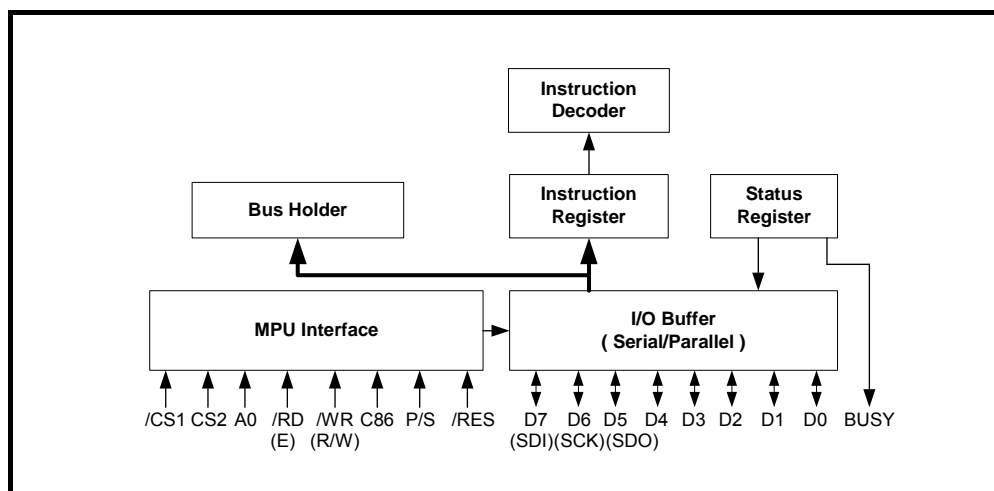 Instruction
Decoder
Bus Holder
Instruction
Register
Status
Register
MPU Interface
I/O Buffer
( Serial/Parallel )
/CS1 CS2 A0 /RD /WR C86 P/S /RES D7 D6 D5 D4 D3 D2 D1 D0 BUSY
(E) (R/W) (SDI)(SCK)(SDO)